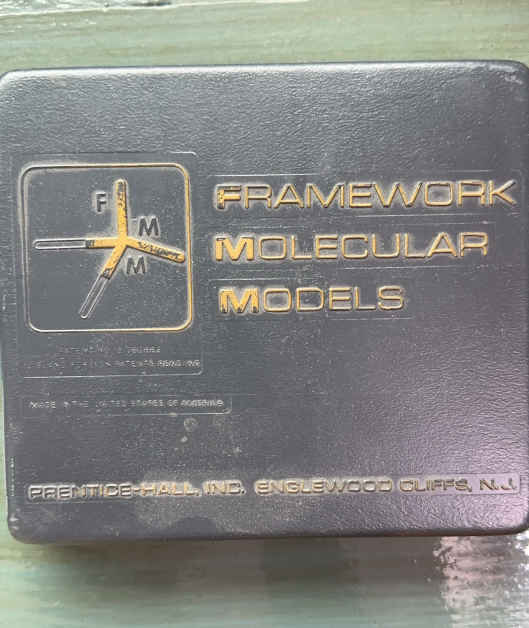 F
M
M
FRAMEWORK
MOLECULAR
MODELS
MADE IN THE UNITED STATES OF AMERICA
PRENTICE-HALL, INC. ENGLEWOOD CLIFFS, N.J.